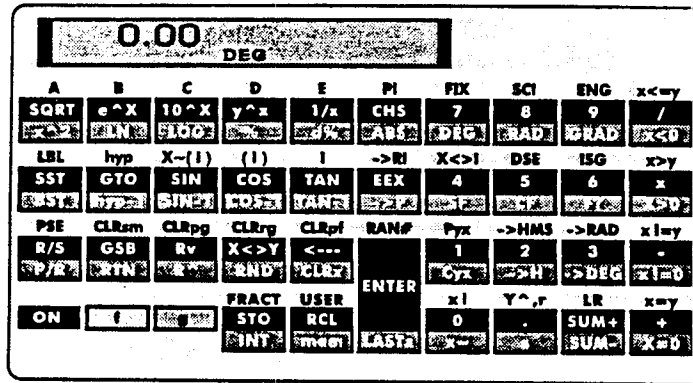 0.00
DEG
A B C D E PI FIX SCI ENG x<=y
SQRT e^X 10^X y^x 1/x CHS 7 8 9 /
x^2 LN LOG % d% ABS DEG RAD GRAD x<0
LBL hyp X~(I) (I) I ->RI X<>I DSE ISG x>y
SST GTO SIN COS TAN EEX 4 5 6 x
BST hyp- SIN- COS- TAN- ->P SF CF F? x>0
PSE CLRsm CLRpg CLRrg CLRpf RAN# Pyx ->HMS ->RAD x!=y
R/S GSB Rv X<>Y <--- ENTER 1 2 3 -
P/R RTN R^ RND CLRx Cyx ->H ->DEG x!=0
FRACT USER x! Y^,r LR x=y
ON f g STO RCL 0 . SUM+ +
INT mem LASTx x~ s SUM- X=0